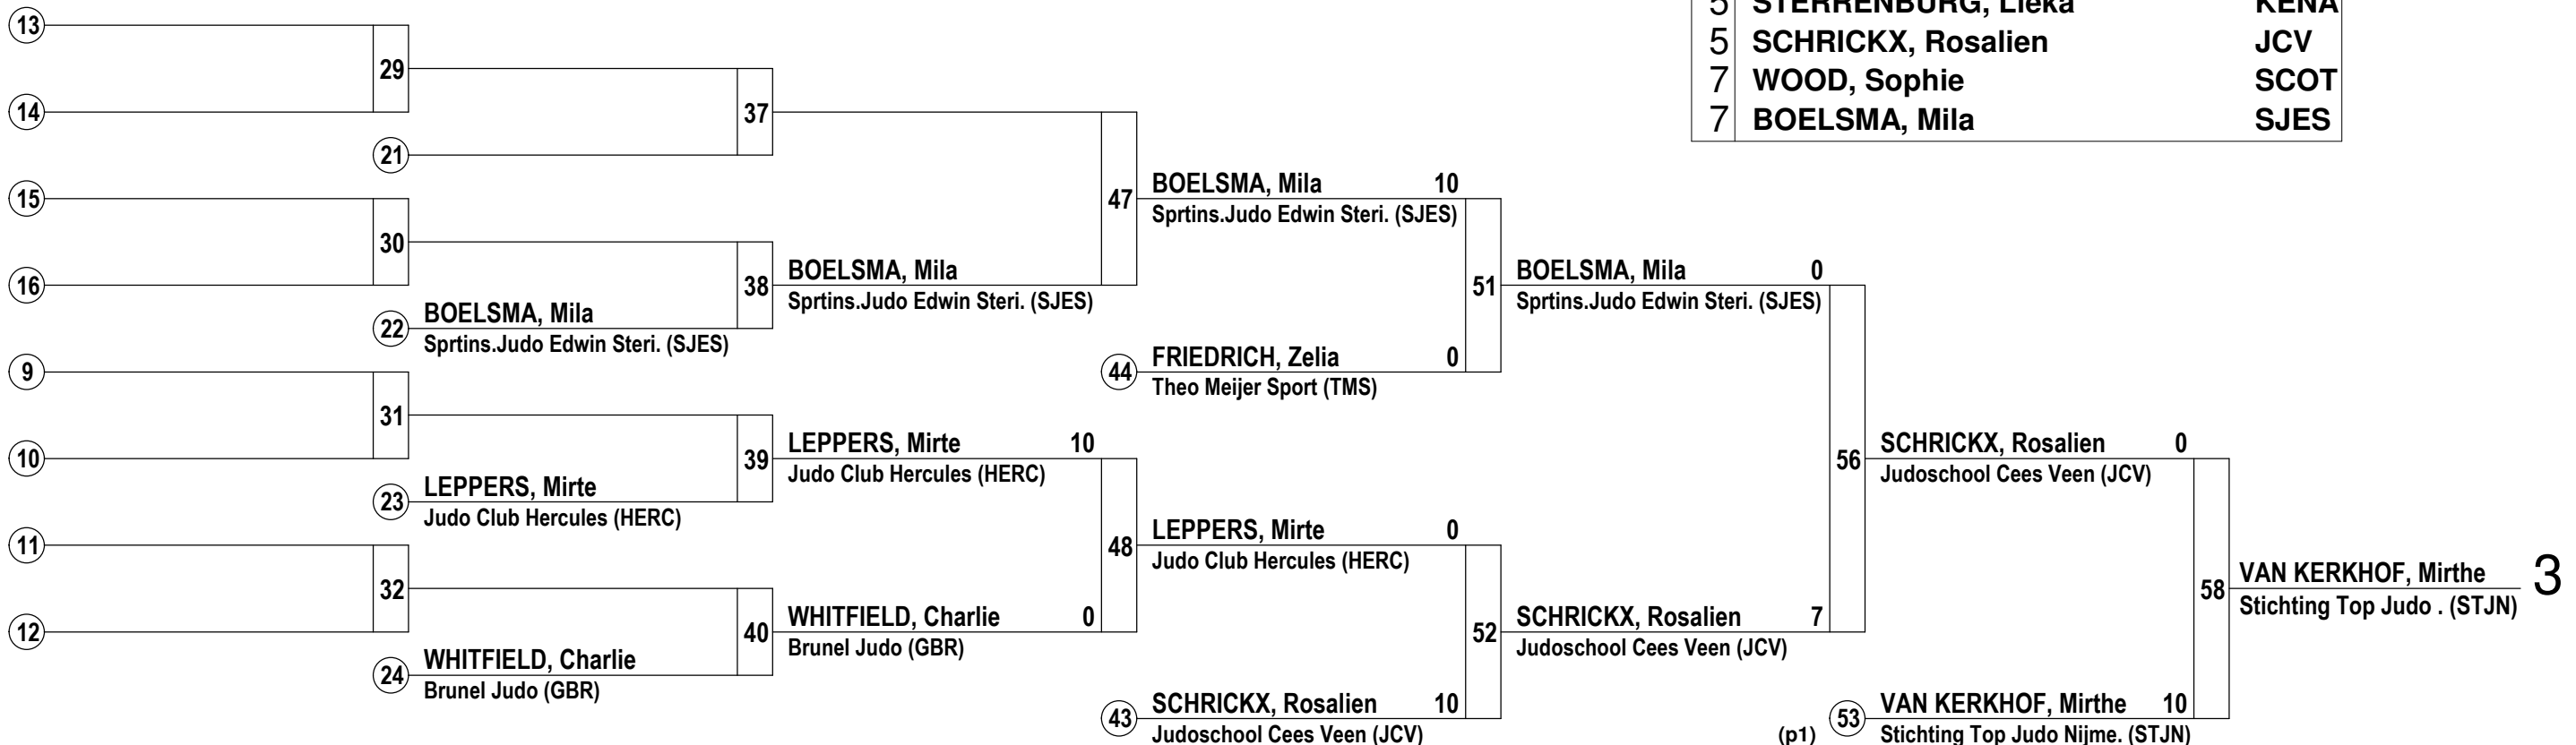 5 STERRENBURG, Lieka KENA
5 SCHRICKX, Rosalien JCV
7 WOOD, Sophie SCOT
7 BOELSMA, Mila SJES
13
29
14
37
21
15
47
BOELSMA, Mila 10
Sprtins.Judo Edwin Steri. (SJES)
30
16
38
BOELSMA, Mila
Sprtins.Judo Edwin Steri. (SJES)
51
BOELSMA, Mila 0
Sprtins.Judo Edwin Steri. (SJES)
22
BOELSMA, Mila
Sprtins.Judo Edwin Steri. (SJES)
9
44
FRIEDRICH, Zelia 0
Theo Meijer Sport (TMS)
31
10
39
LEPPERS, Mirte 10
Judo Club Hercules (HERC)
56
SCHRICKX, Rosalien 0
Judoschool Cees Veen (JCV)
23
LEPPERS, Mirte
Judo Club Hercules (HERC)
11
48
LEPPERS, Mirte 0
Judo Club Hercules (HERC)
32
58
VAN KERKHOF, Mirthe 3
Stichting Top Judo . (STJN)
12
40
WHITFIELD, Charlie 0
Brunel Judo (GBR)
52
SCHRICKX, Rosalien 7
Judoschool Cees Veen (JCV)
24
WHITFIELD, Charlie
Brunel Judo (GBR)
43
SCHRICKX, Rosalien 10
Judoschool Cees Veen (JCV)
(p1) 53
VAN KERKHOF, Mirthe 10
Stichting Top Judo Nijme. (STJN)